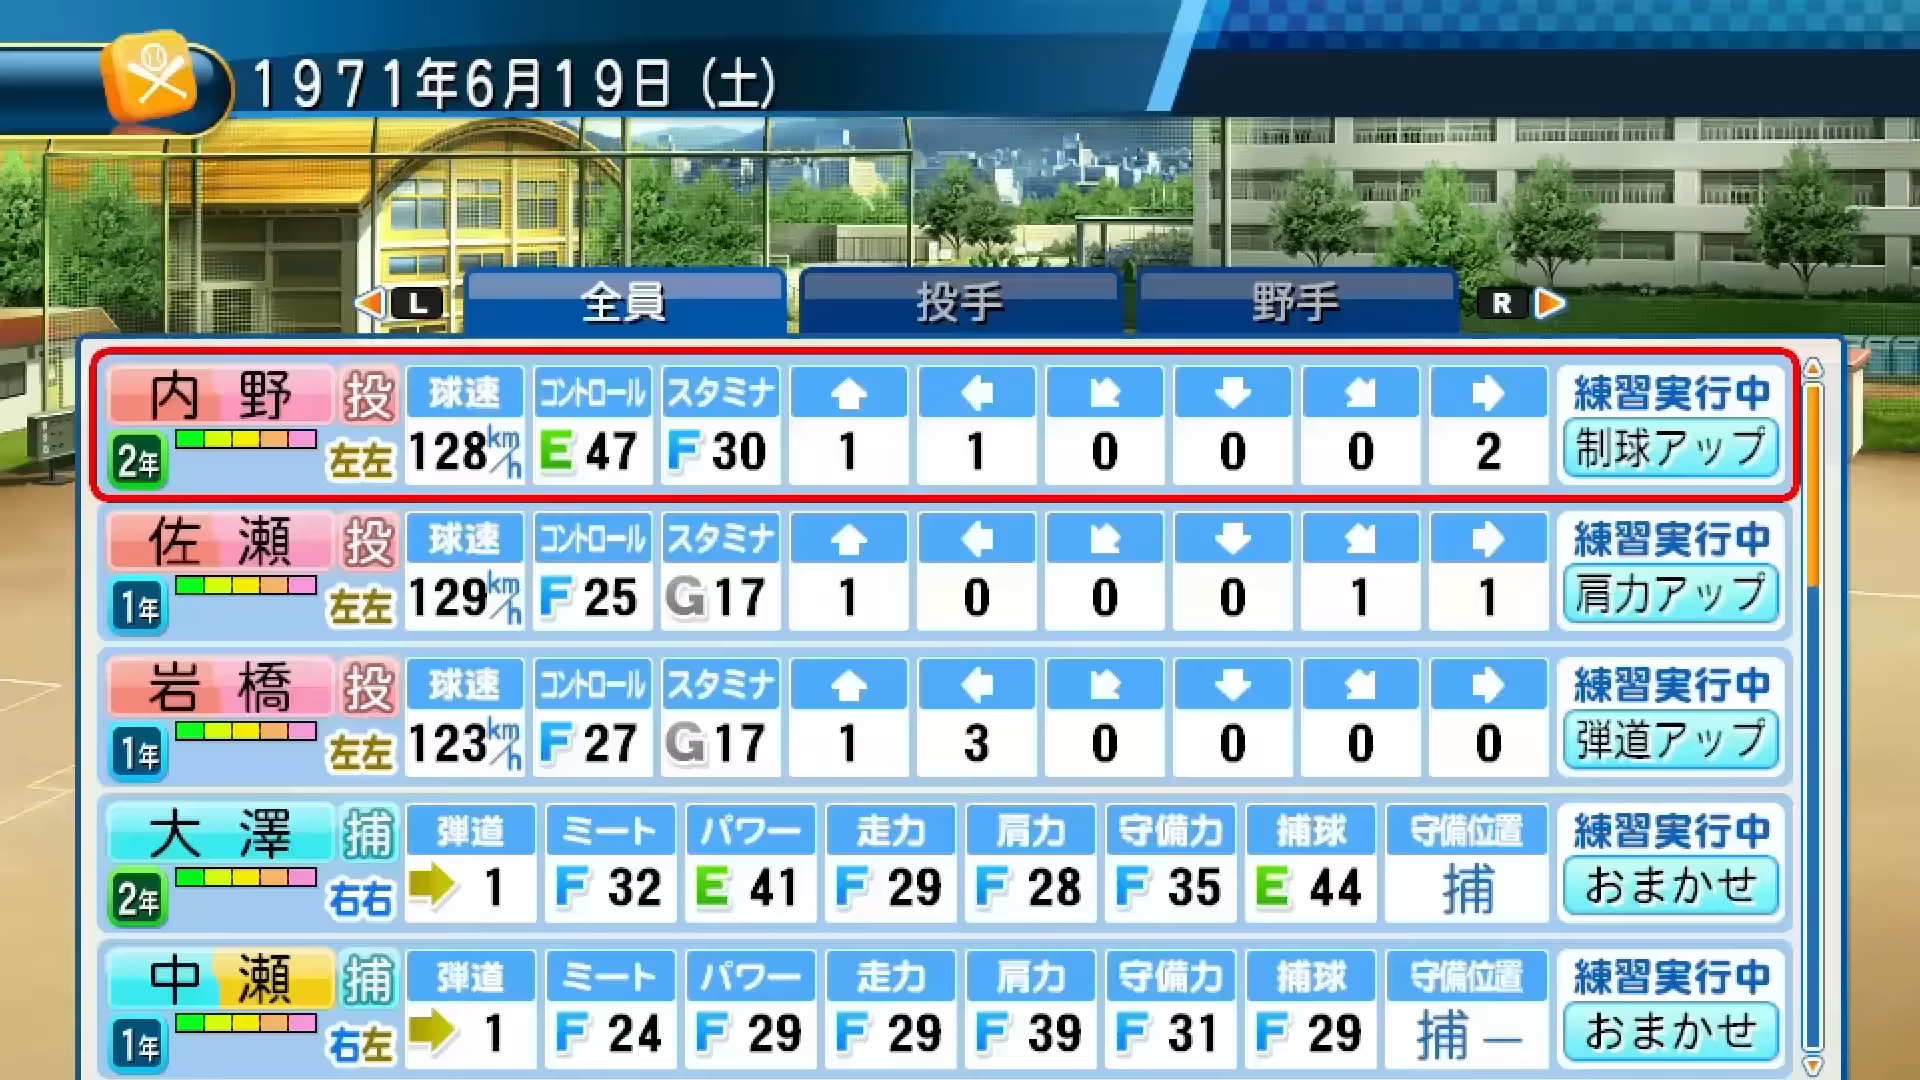 1971年6月19日(土)
L 全員 投手 野手 R
内野 投 球速 コントロール スタミナ ↑ ← ↙ ↓ ↘ → 練習実行中
2年 左左 128km/h E 47 F 30 1 1 0 0 0 2 制球アップ
佐瀬 投 球速 コントロール スタミナ ↑ ← ↙ ↓ ↘ → 練習実行中
1年 左左 129km/h F 25 G 17 1 0 0 0 1 1 肩力アップ
岩橋 投 球速 コントロール スタミナ ↑ ← ↙ ↓ ↘ → 練習実行中
1年 左左 123km/h F 27 G 17 1 3 0 0 0 0 弾道アップ
大澤 捕 弾道 ミート パワー 走力 肩力 守備力 捕球 守備位置 練習実行中
2年 右右 1 F 32 E 41 F 29 F 28 F 35 E 44 捕 おまかせ
中瀬 捕 弾道 ミート パワー 走力 肩力 守備力 捕球 守備位置 練習実行中
1年 右左 1 F 24 F 29 F 29 F 39 F 31 F 29 捕一 おまかせ